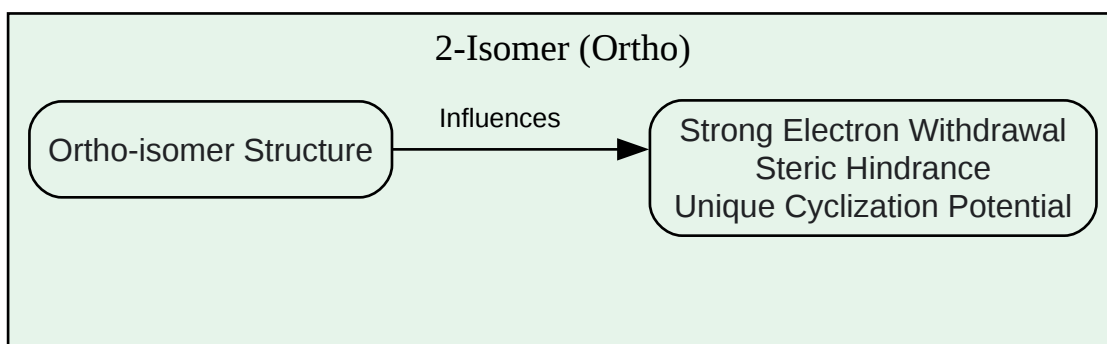 2-Isomer (Ortho)
Ortho-isomer Structure
Influences
Strong Electron Withdrawal
Steric Hindrance
Unique Cyclization Potential